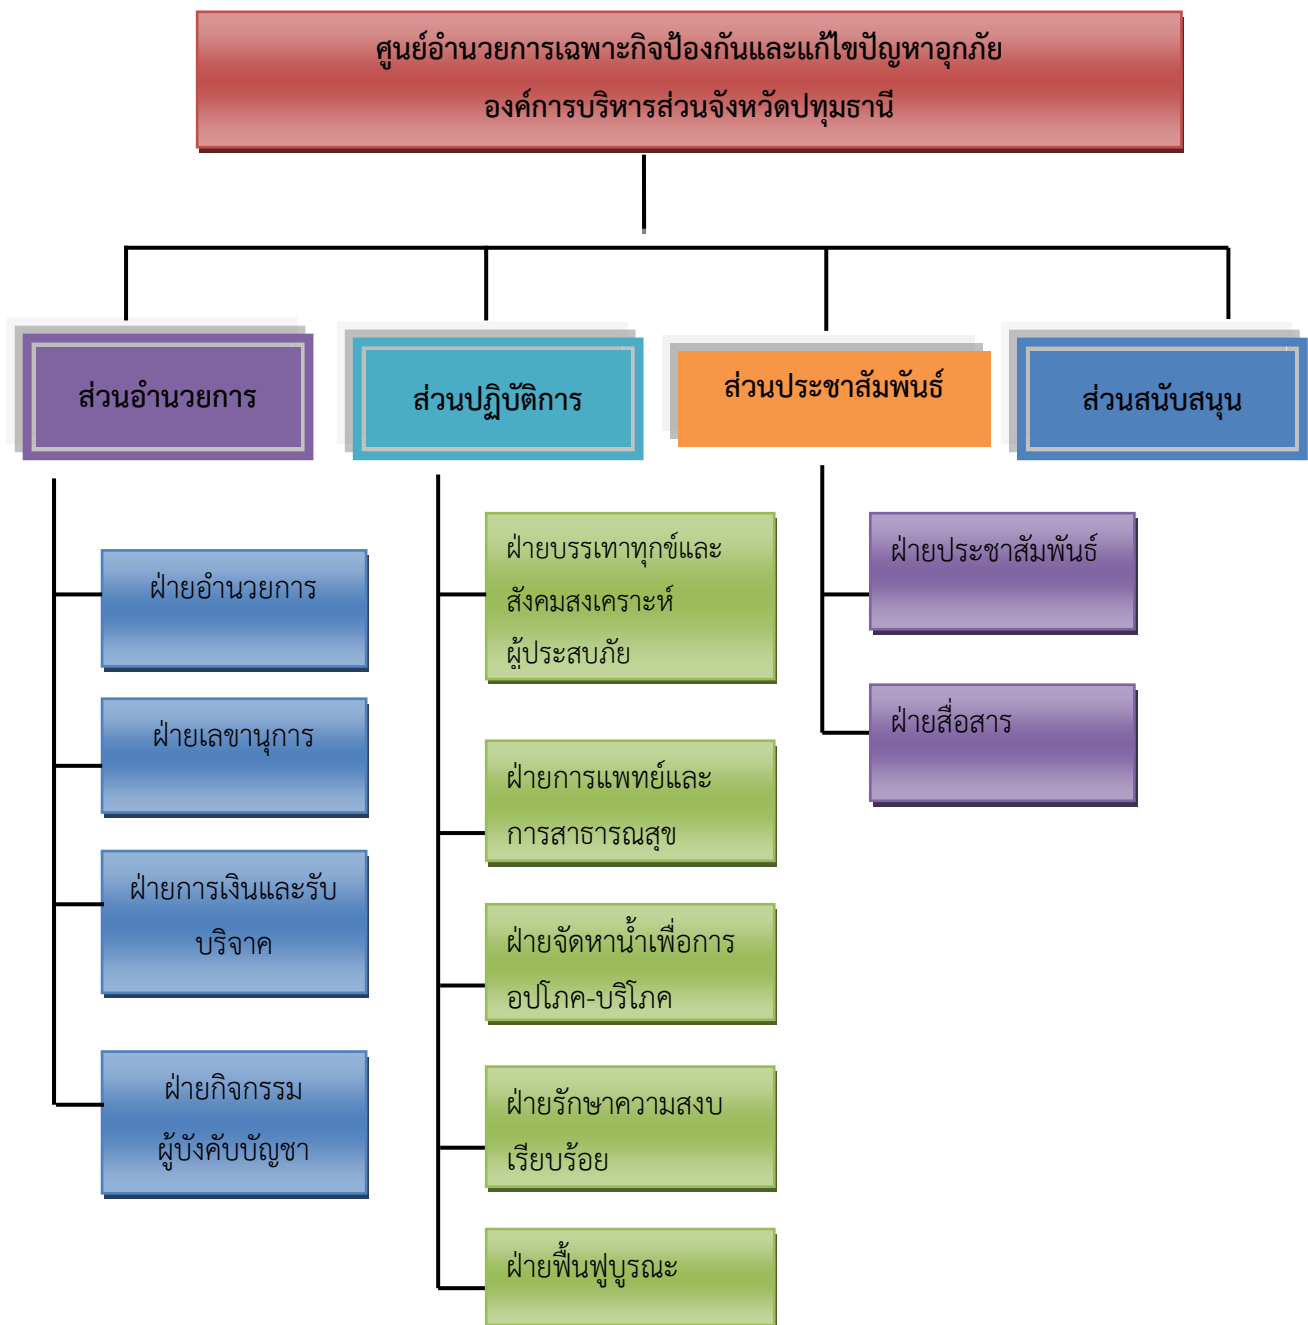 ศูนย์อำนวยการเฉพาะกิจป้องกันและแก้ไขปัญหาอุกภัย
องค์การบริหารส่วนจังหวัดปทุมธานี
ส่วนอำนวยการ
ส่วนปฏิบัติการ
ส่วนประชาสัมพันธ์
ส่วนสนับสนุน
ฝ่ายอำนวยการ
ฝ่ายเลขานุการ
ฝ่ายการเงินและรับ
บริจาค
ฝ่ายกิจกรรม
ผู้บังคับบัญชา
ฝ่ายบรรเทาทุกข์และ
สังคมสงเคราะห์
ผู้ประสบภัย
ฝ่ายการแพทย์และ
การสาธารณสุข
ฝ่ายจัดหาน้ำเพื่อการ
อปโภค-บริโภค
ฝ่ายรักษาความสงบ
เรียบร้อย
ฝ่ายฟื้นฟูบูรณะ
ฝ่ายประชาสัมพันธ์
ฝ่ายสื่อสาร